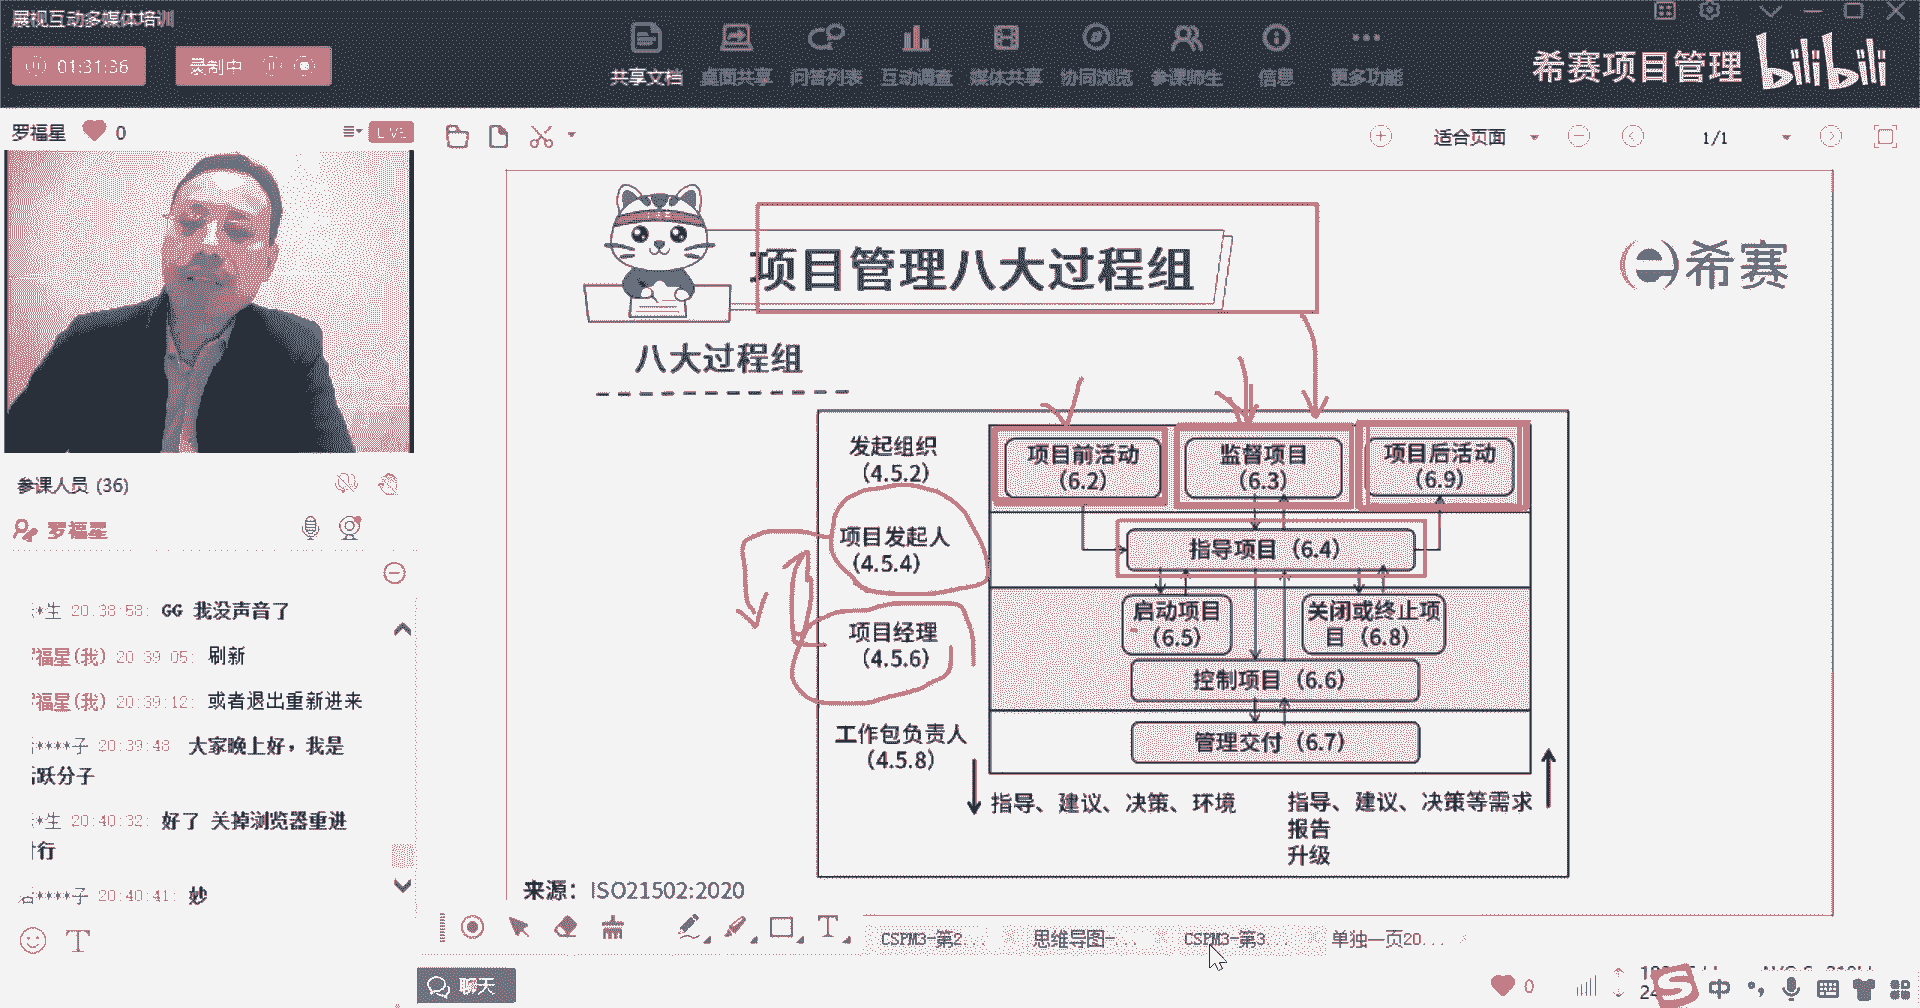 展视互动多媒体培训
01:31:36
录制中
共享文档 桌面共享 问答列表 互动调查 媒体共享 协同浏览 参课师生 信息 更多功能
希赛项目管理 bilibili
罗福星 0
LIVE
适合页面
1/1
参课人员 (36)
罗福星
*生 20:38:58: GG 我没声音了
福星(我) 20:39:05: 刷新
福星(我) 20:39:12: 或者退出重新进来
****子 20:39:48 大家晚上好，我是
跃分子
*生 20:40:32: 好了 关掉浏览器重进
行
****子 20:40:41: 妙
聊天
项目管理八大过程组
希赛
八大过程组
发起组织
(4.5.2)
项目前活动
(6.2)
监督项目
(6.3)
项目后活动
(6.9)
项目发起人
(4.5.4)
指导项目 (6.4)
项目经理
(4.5.6)
启动项目
(6.5)
关闭或终止项
目 (6.8)
控制项目 (6.6)
工作包负责人
(4.5.8)
管理交付 (6.7)
指导、建议、决策、环境
指导、建议、决策等需求
报告
升级
来源：ISO21502:2020
CSPM3-第2...
思维导图-...
CSPM3-第3...
单独一页20...
0
中